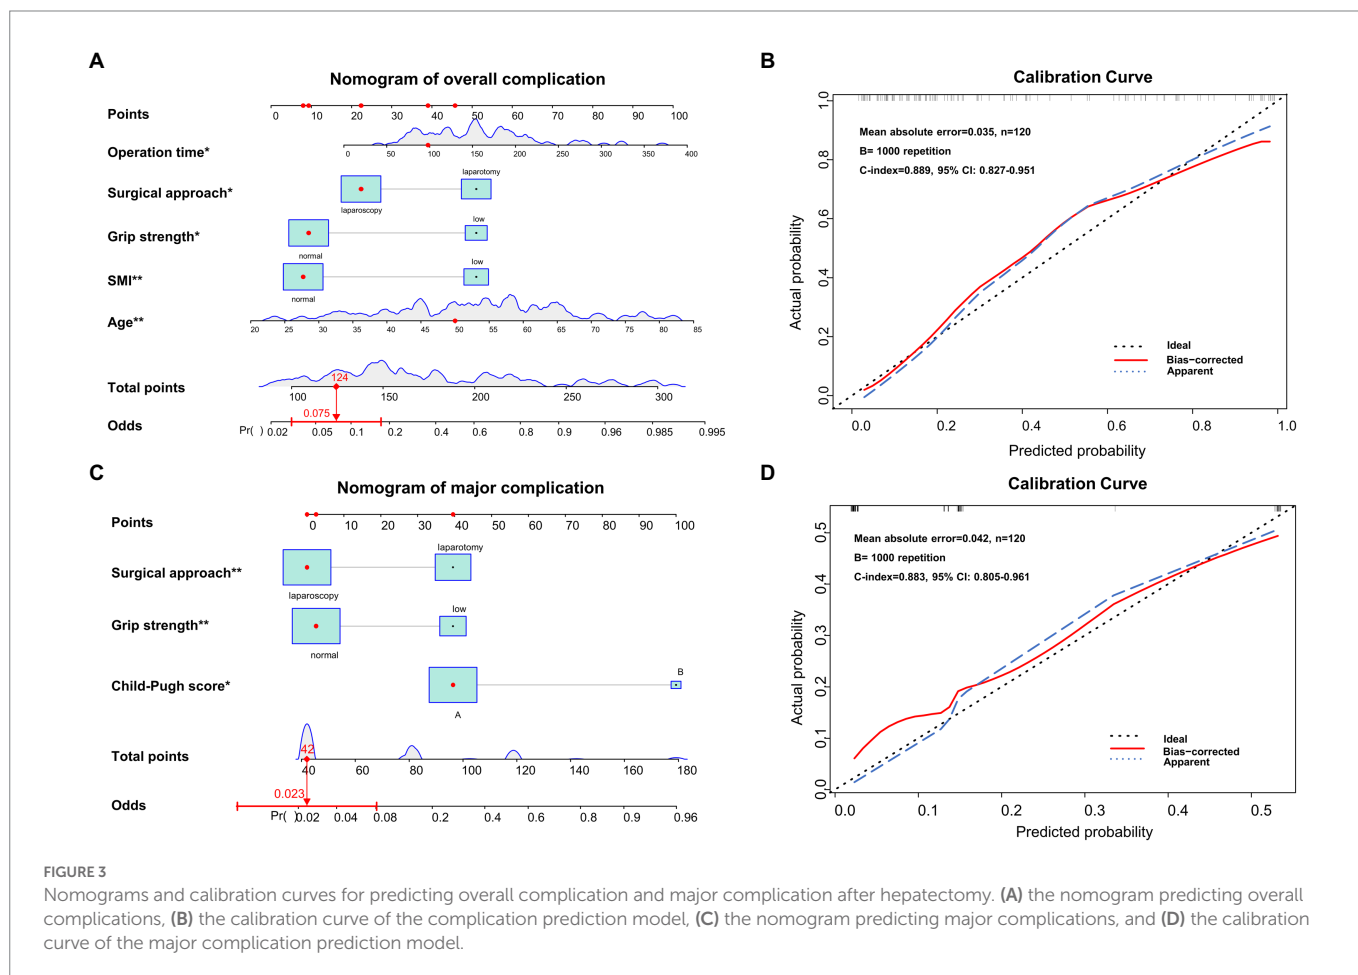 A
Nomogram of overall complication
Points
0 10 20 30 40 50 60 70 80 90 100
Operation time*
0 50 100 150 200 250 300 350 400
Surgical approach*
laparotomy
laparoscopy
Grip strength*
low
normal
SMI**
low
normal
Age**
20 25 30 35 40 45 50 55 60 65 70 75 80 85
Total points
124
100 150 200 250 300
0.075
Odds
Pr( ) 0.02 0.05 0.1 0.2 0.4 0.6 0.8 0.9 0.96 0.985 0.995
B
Calibration Curve
Mean absolute error=0.035, n=120
B= 1000 repetition
C-index=0.889, 95% CI: 0.827-0.951
Actual probability
1.0
0.8
0.6
0.4
0.2
0.0
Ideal
Bias-corrected
Apparent
0.0 0.2 0.4 0.6 0.8 1.0
Predicted probability
C
Nomogram of major complication
Points
0 10 20 30 40 50 60 70 80 90 100
Surgical approach**
laparotomy
laparoscopy
Grip strength**
low
normal
Child-Pugh score*
B
A
Total points
42
40 60 80 100 120 140 160 180
0.023
Odds
Pr( ) 0.02 0.04 0.08 0.2 0.4 0.6 0.8 0.9 0.96
D
Calibration Curve
Mean absolute error=0.042, n=120
B= 1000 repetition
C-index=0.883, 95% CI: 0.805-0.961
Actual probability
0.5
0.4
0.3
0.2
0.1
0.0
Ideal
Bias-corrected
Apparent
0.0 0.1 0.2 0.3 0.4 0.5
Predicted probability
FIGURE 3
Nomograms and calibration curves for predicting overall complication and major complication after hepatectomy. (A) the nomogram predicting overall
complications, (B) the calibration curve of the complication prediction model, (C) the nomogram predicting major complications, and (D) the calibration
curve of the major complication prediction model.